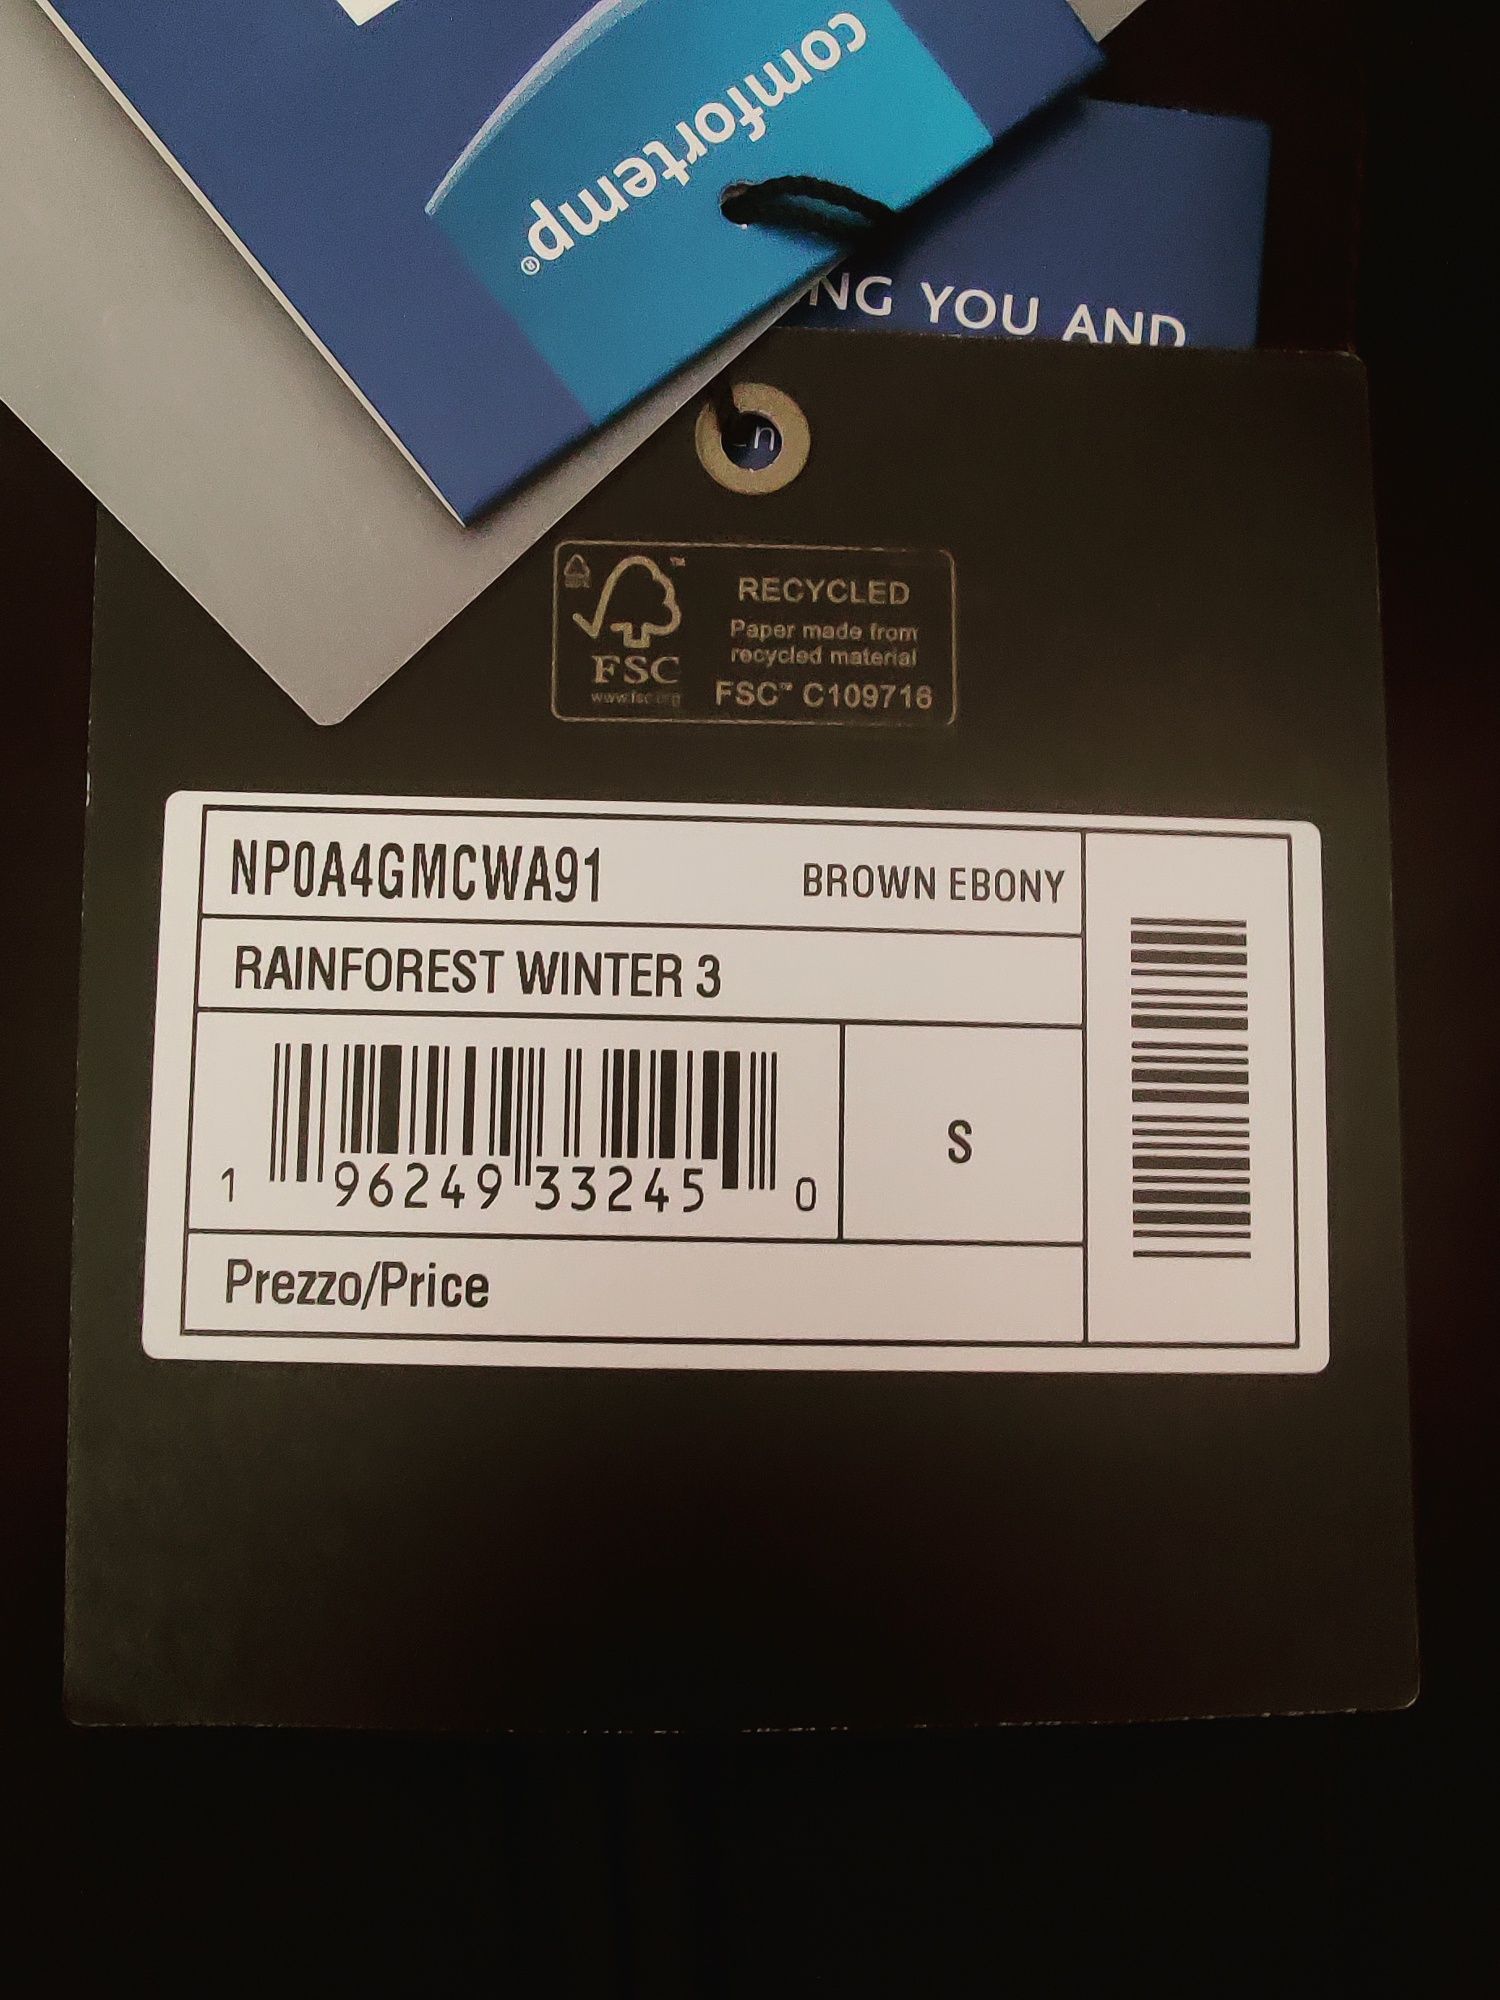 comfortemp®
NG YOU AND
n
FSC™
www.fsc.org
RECYCLED
Paper made from
recycled material
FSC™ C109716
NP0A4GMCWA91 BROWN EBONY
RAINFOREST WINTER 3
1 96249 33245 0
S
Prezzo/Price